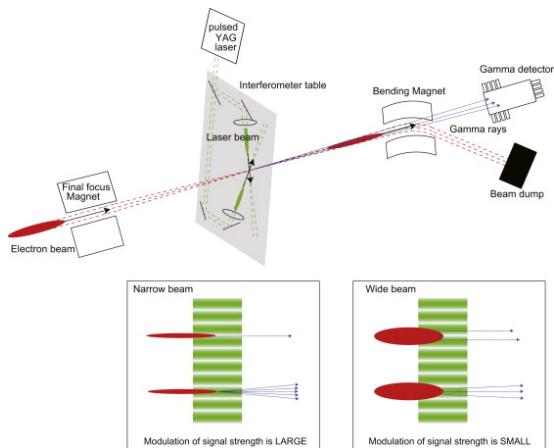 pulsed
YAG
laser
Gamma detector
Interferometer table
Bending Magnet
Laser beam
Gamma rays
Final focus
Magnet
Beam dump
Electron beam
Narrow beam
Wide beam
Modulation of signal strength is LARGE
Modulation of signal strength is SMALL